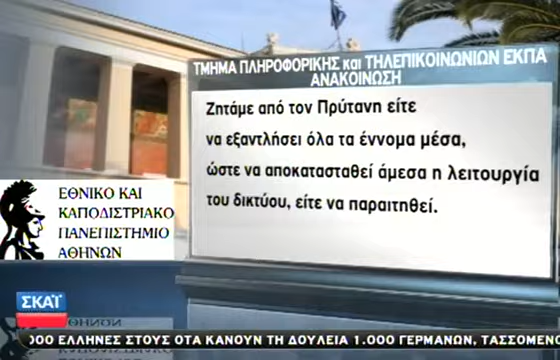 ΤΜΗΜΑ ΠΛΗΡΟΦΟΡΙΚΗΣ και ΤΗΛΕΠΙΚΟΙΝΩΝΙΩΝ ΕΚΠΑ
ΑΝΑΚΟΙΝΩΣΗ
Ζητάμε από τον Πρύτανη είτε
να εξαντλήσει όλα τα έννομα μέσα,
ώστε να αποκατασταθεί άμεσα η λειτουργία
του δικτύου, είτε να παραιτηθεί.
ΕΘΝΙΚΟ ΚΑΙ
ΚΑΠΟΔΙΣΤΡΙΑΚΟ
ΠΑΝΕΠΙΣΤΗΜΙΟ
ΑΘΗΝΩΝ
ΣΚΑΪ
000 ΕΛΛΗΝΕΣ ΣΤΟΥΣ ΟΤΑ ΚΑΝΟΥΝ ΤΗ ΔΟΥΛΕΙΑ 1.000 ΓΕΡΜΑΝΩΝ, ΤΑΣΣΟΜΕΝ